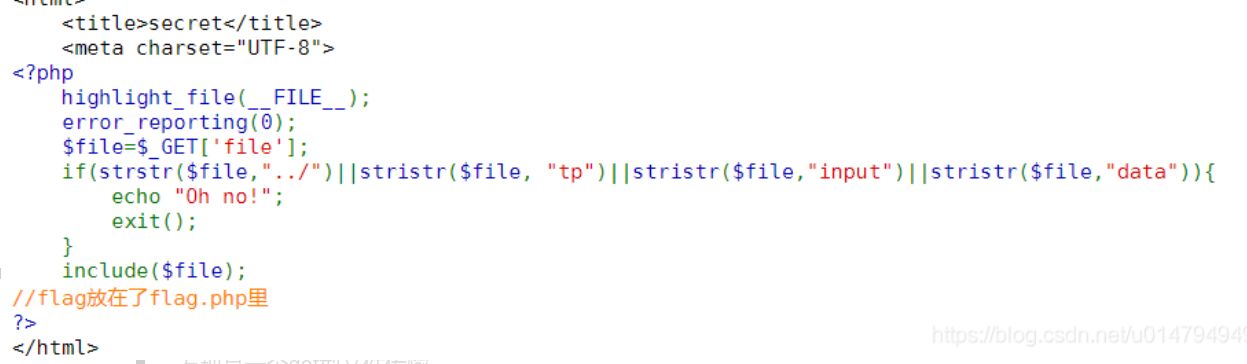 <html>
<title>secret</title>
<meta charset="UTF-8">
<?php
highlight_file(__FILE__);
error_reporting(0);
$file=$_GET['file'];
if(strstr($file,"../")||stristr($file, "tp")||stristr($file,"input")||stristr($file,"data")){
echo "Oh no!";
exit();
}
include($file);
//flag放在了flag.php里
?>
</html>
https://blog.csdn.net/u014794949